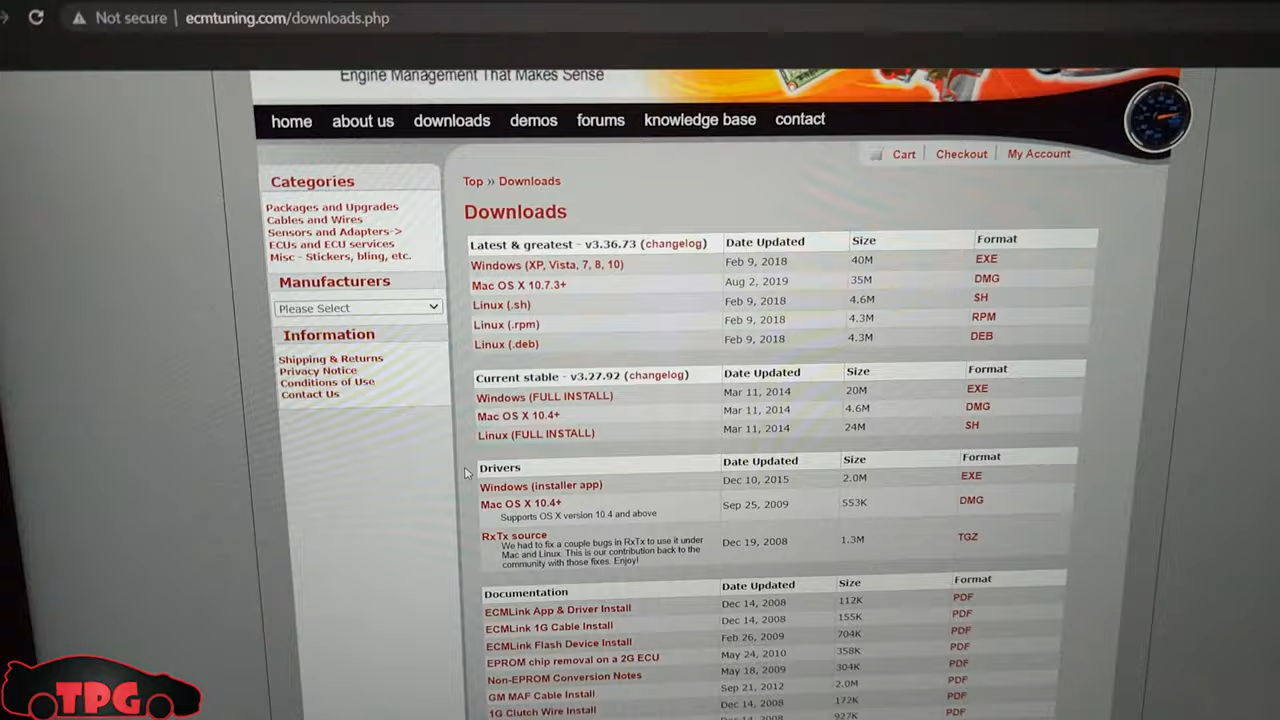 Not secure | ecmtuning.com/downloads.php
Engine Management That Makes Sense
home about us downloads demos forums knowledge base contact
Cart | Checkout | My Account
Categories
Packages and Upgrades
Cables and Wires
Sensors and Adapters->
ECUs and ECU services
Misc - Stickers, bling, etc.
Manufacturers
Please Select
Information
Shipping & Returns
Privacy Notice
Conditions of Use
Contact Us
Top » Downloads
Downloads
Latest & greatest - v3.36.73 (changelog) Date Updated Size Format
Windows (XP, Vista, 7, 8, 10) Feb 9, 2018 40M EXE
Mac OS X 10.7.3+ Aug 2, 2019 35M DMG
Linux (.sh) Feb 9, 2018 4.6M SH
Linux (.rpm) Feb 9, 2018 4.3M RPM
Linux (.deb) Feb 9, 2018 4.3M DEB
Current stable - v3.27.92 (changelog) Date Updated Size Format
Windows (FULL INSTALL) Mar 11, 2014 20M EXE
Mac OS X 10.4+ Mar 11, 2014 4.6M DMG
Linux (FULL INSTALL) Mar 11, 2014 24M SH
Drivers Date Updated Size Format
Windows (installer app) Dec 10, 2015 2.0M EXE
Mac OS X 10.4+ Sep 25, 2009 553K DMG
Supports OS X version 10.4 and above
RxTx source Dec 19, 2008 1.3M TGZ
We had to fix a couple bugs in RxTx to use it under
Mac and Linux. This is our contribution back to the
community with those fixes. Enjoy!
Documentation Date Updated Size Format
ECMLink App & Driver Install Dec 14, 2008 112K PDF
ECMLink 1G Cable Install Dec 14, 2008 155K PDF
ECMLink Flash Device Install Feb 26, 2009 704K PDF
EPROM chip removal on a 2G ECU May 24, 2010 358K PDF
Non-EPROM Conversion Notes May 18, 2009 304K PDF
GM MAF Cable Install Sep 21, 2012 2.0M PDF
1G Clutch Wire Install Dec 14, 2008 172K PDF
927K PDF
TPG